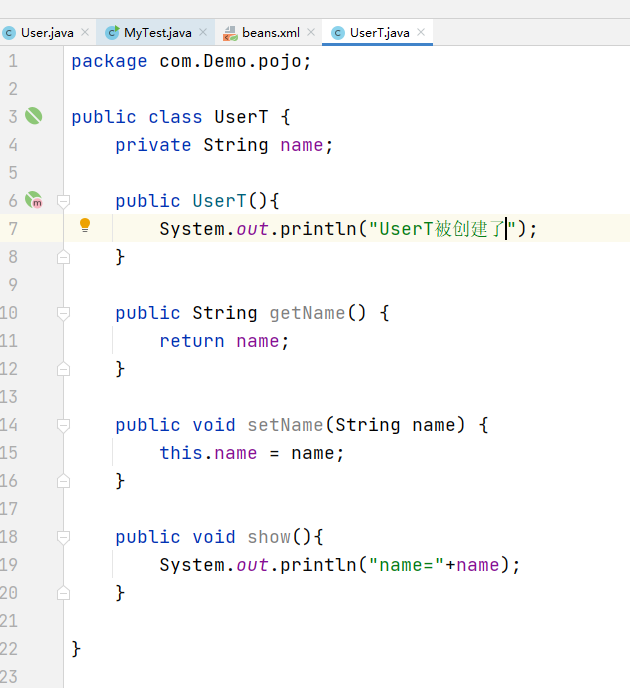 User.java MyTest.java beans.xml UserT.java
1 package com.Demo.pojo;
2
3 public class UserT {
4     private String name;
5
6     public UserT(){
7         System.out.println("UserT被创建了");
8     }
9
10     public String getName() {
11         return name;
12     }
13
14     public void setName(String name) {
15         this.name = name;
16     }
17
18     public void show(){
19         System.out.println("name="+name);
20     }
21
22 }
23